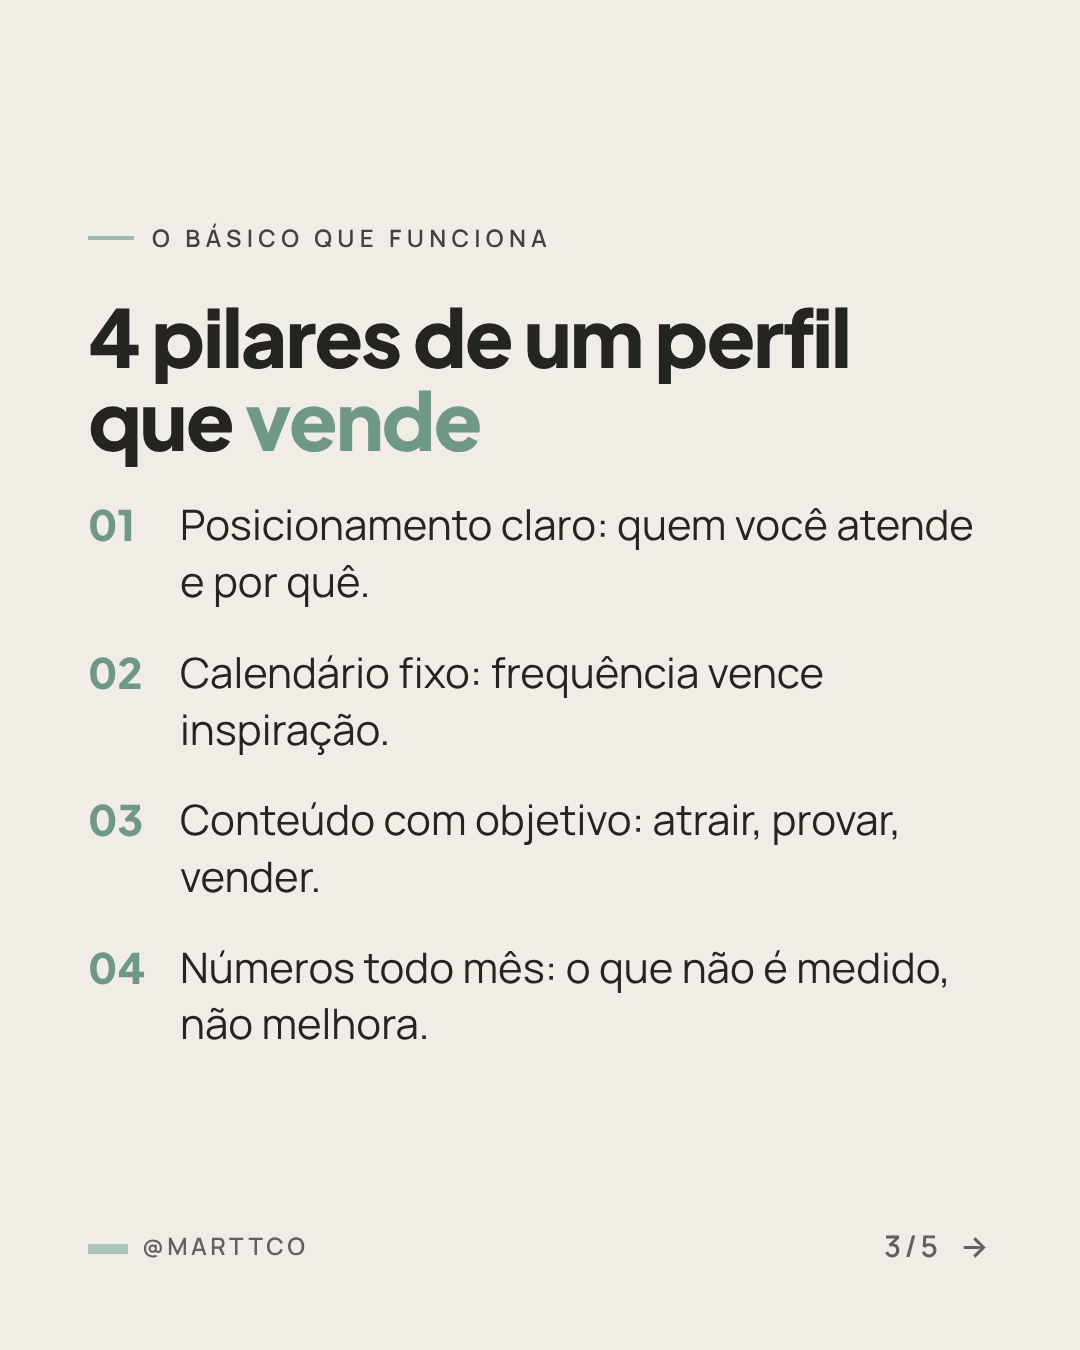 O BÁSICO QUE FUNCIONA
4 pilares de um perfil
que vende
01 Posicionamento claro: quem você atende
e por quê.
02 Calendário fixo: frequência vence
inspiração.
03 Conteúdo com objetivo: atrair, provar,
vender.
04 Números todo mês: o que não é medido,
não melhora.
@MARTTCO
3/5 →